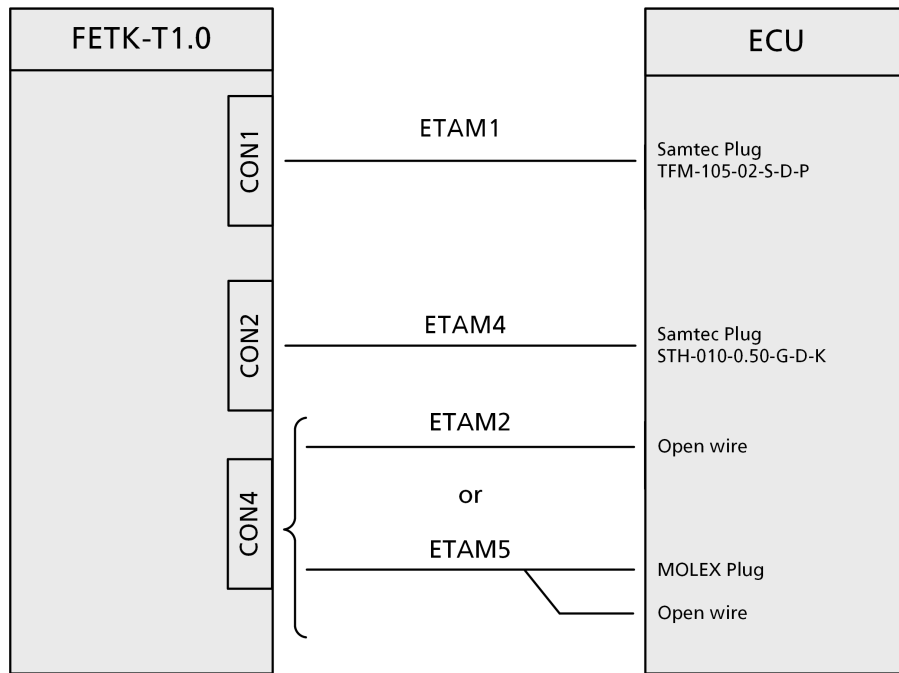 FETK-T1.0
ECU
CON1
ETAM1
Samtec Plug
TFM-105-02-S-D-P
CON2
ETAM4
Samtec Plug
STH-010-0.50-G-D-K
CON4
ETAM2
Open wire
or
ETAM5
MOLEX Plug
Open wire